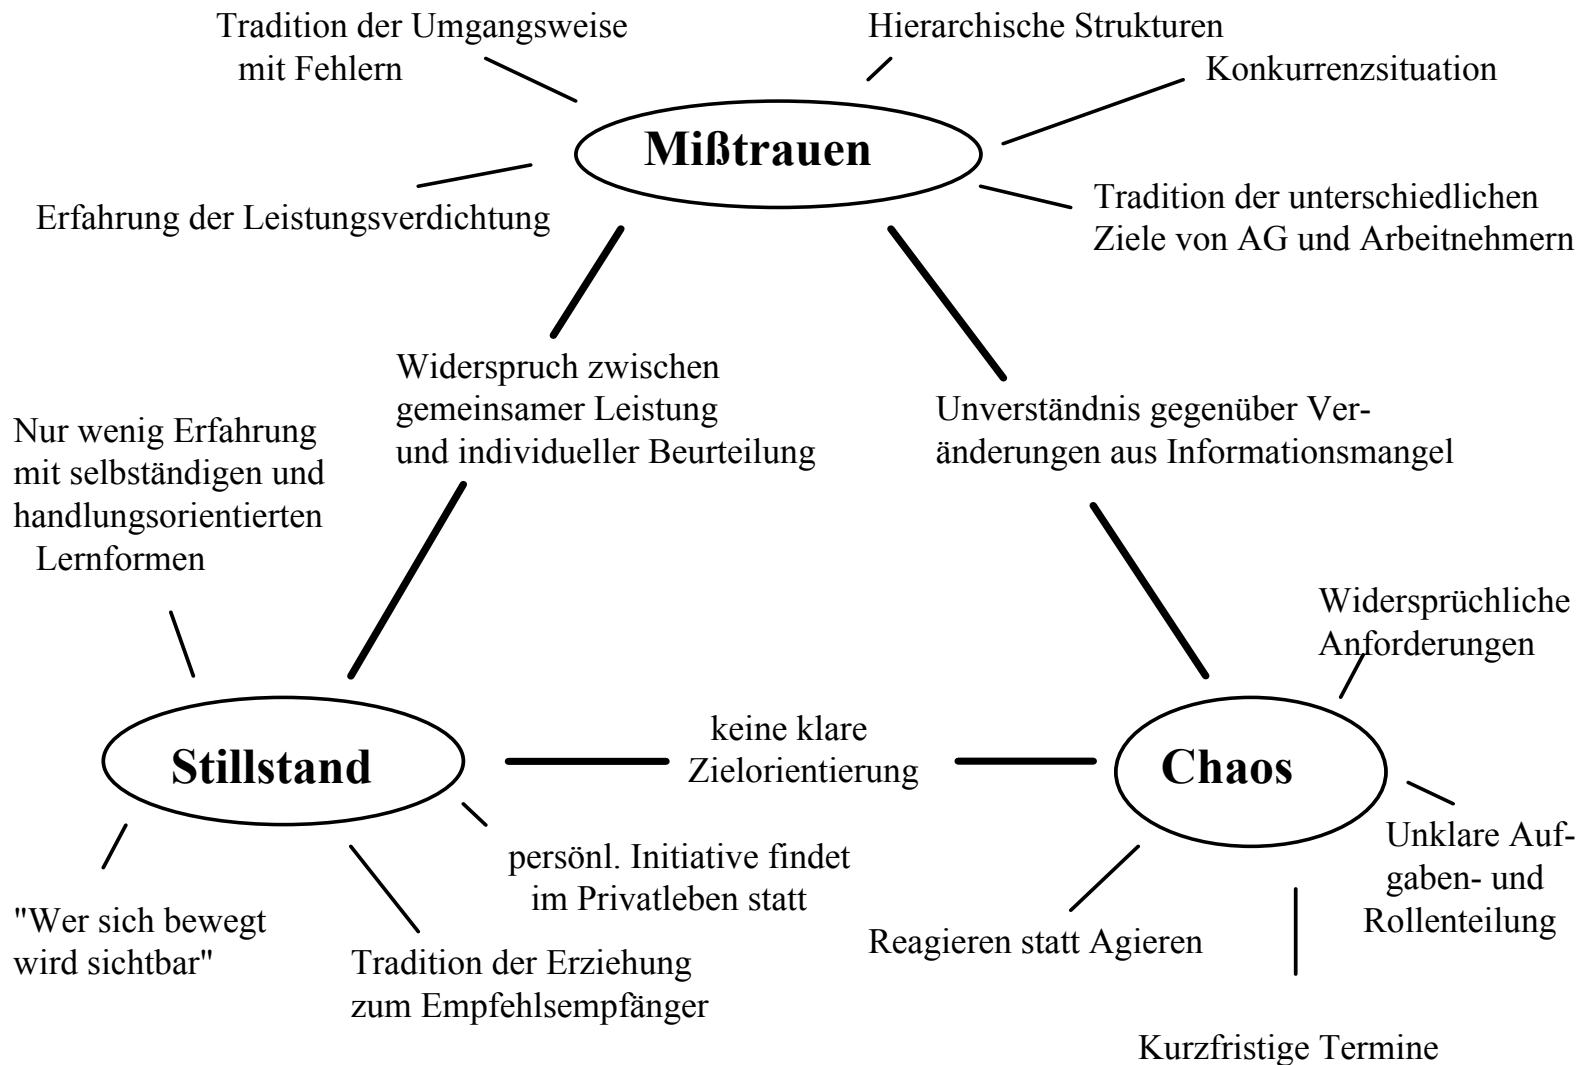 Tradition der Umgangsweise
mit Fehlern
Hierarchische Strukturen
Konkurrenzsituation
Mißtrauen
Erfahrung der Leistungsverdichtung
Tradition der unterschiedlichen
Ziele von AG und Arbeitnehmern
Widerspruch zwischen
gemeinsamer Leistung
und individueller Beurteilung
Unverständnis gegenüber Ver-
änderungen aus Informationsmangel
Nur wenig Erfahrung
mit selbständigen und
handlungsorientierten
Lernformen
Widersprüchliche
Anforderungen
Stillstand
keine klare
Zielorientierung
Chaos
"Wer sich bewegt
wird sichtbar"
persönl. Initiative findet
im Privatleben statt
Tradition der Erziehung
zum Empfehlsempfänger
Reagieren statt Agieren
Unklare Auf-
gaben- und
Rollenteilung
Kurzfristige Termine